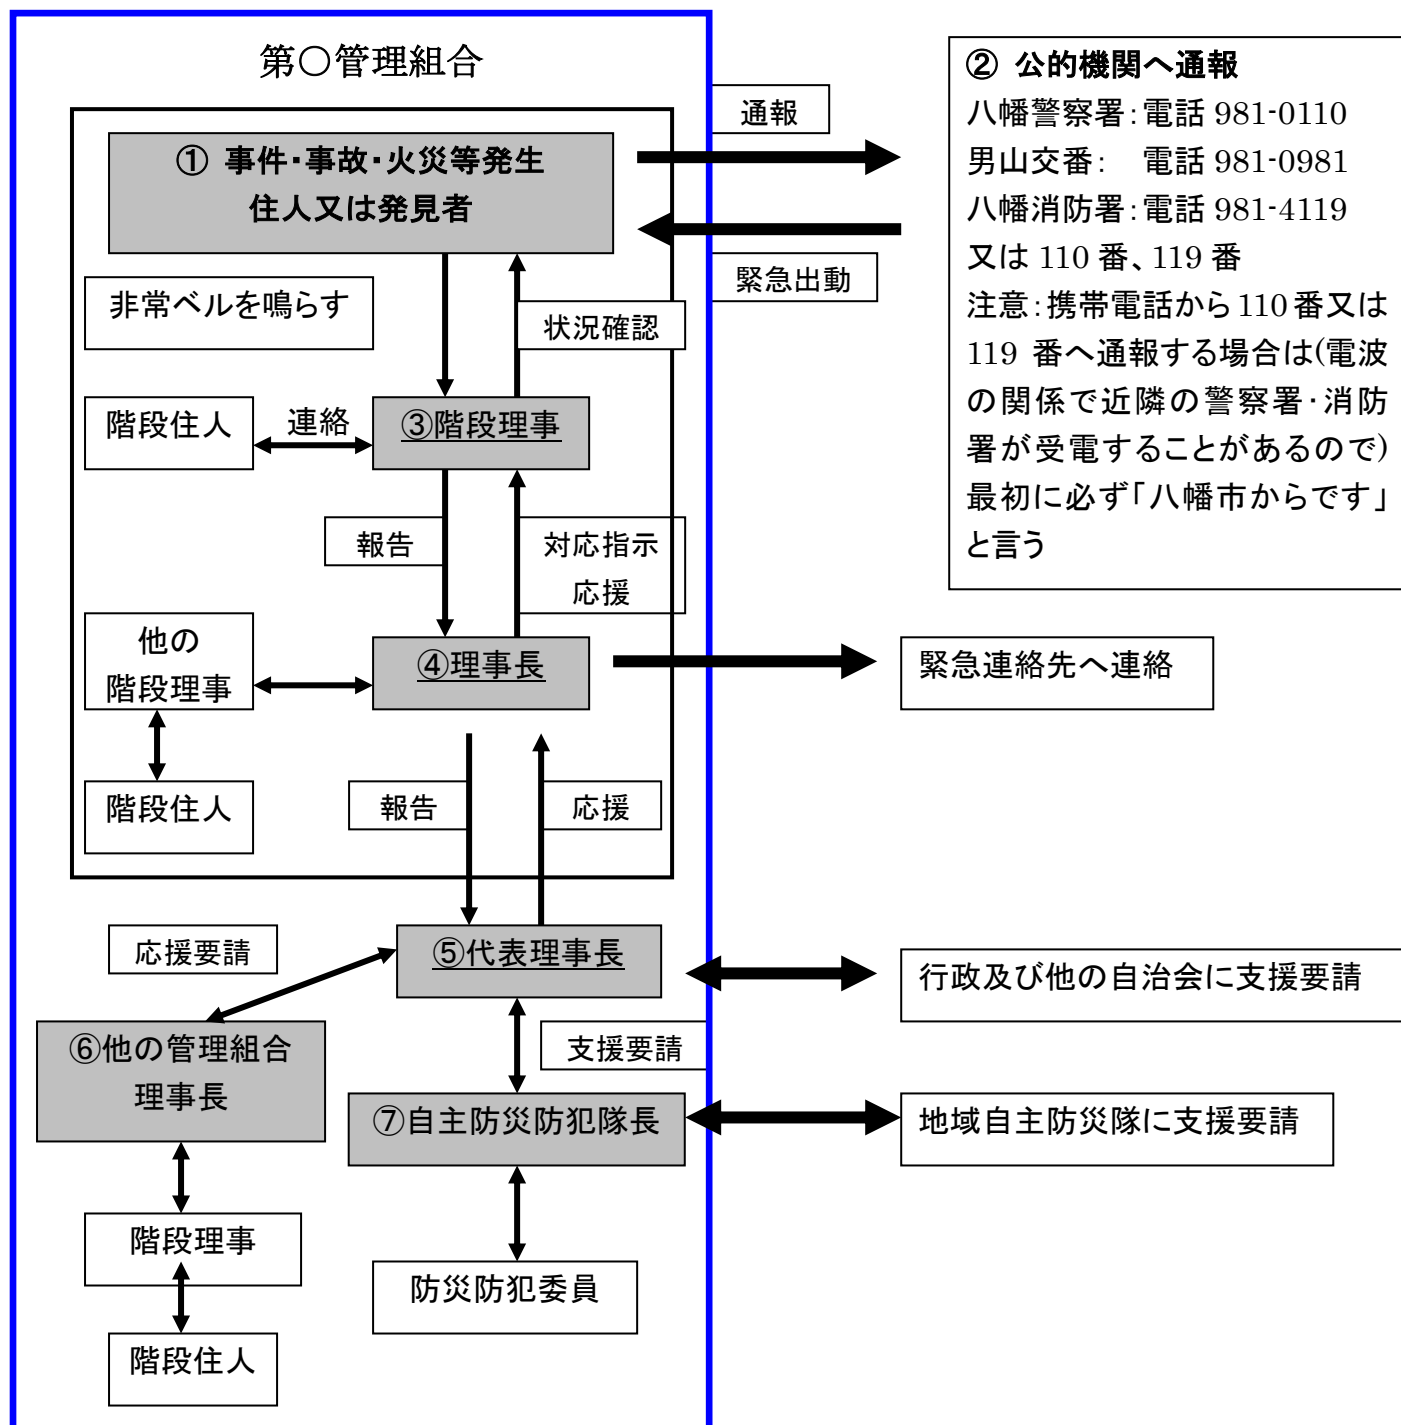 第○管理組合
① 事件・事故・火災等発生
住人又は発見者
通報
緊急出動
② 公的機関へ通報
八幡警察署：電話 981-0110
男山交番：　電話 981-0981
八幡消防署：電話 981-4119
又は 110 番、119 番
注意：携帯電話から 110 番又は
119 番へ通報する場合は(電波
の関係で近隣の警察署・消防
署が受電することがあるので)
最初に必ず「八幡市からです」
と言う
非常ベルを鳴らす
状況確認
階段住人
連絡
③階段理事
報告
対応指示
応援
他の
階段理事
④理事長
緊急連絡先へ連絡
階段住人
報告
応援
応援要請
⑤代表理事長
行政及び他の自治会に支援要請
⑥他の管理組合
理事長
支援要請
⑦自主防災防犯隊長
地域自主防災隊に支援要請
階段理事
防災防犯委員
階段住人